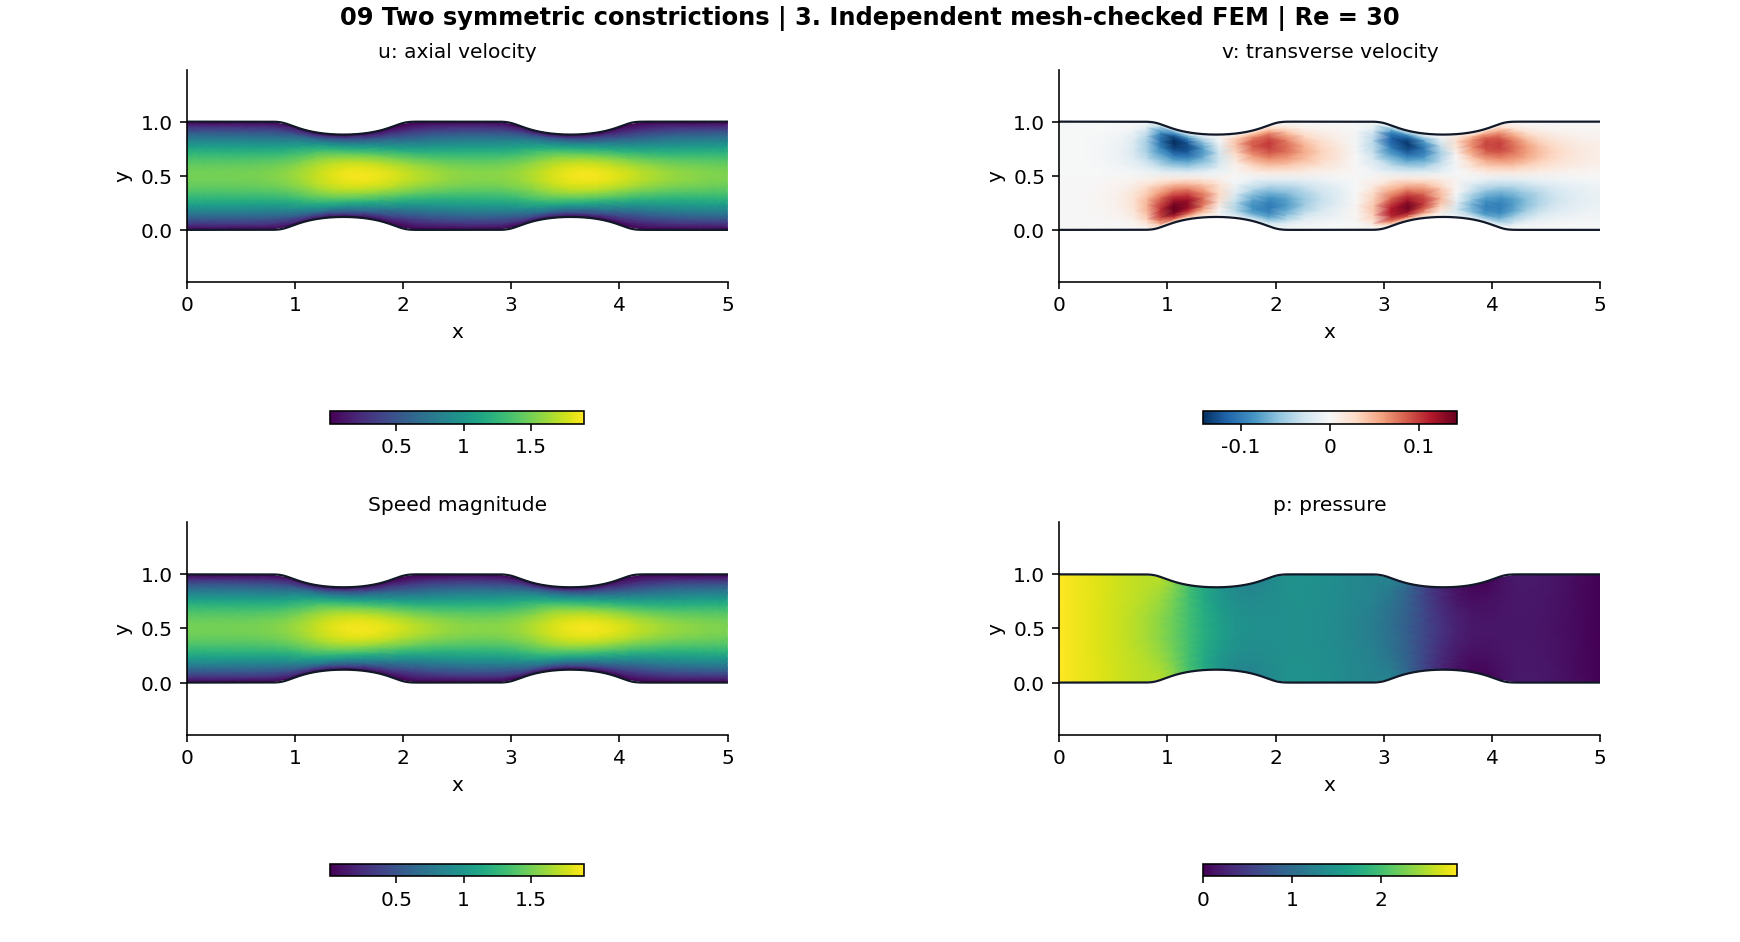 09 Two symmetric constrictions | 3. Independent mesh-checked FEM | Re = 30
u: axial velocity
1.0
0.5
0.0
y
0 1 2 3 4 5
x
0.5 1 1.5
v: transverse velocity
1.0
0.5
0.0
y
0 1 2 3 4 5
x
-0.1 0 0.1
Speed magnitude
1.0
0.5
0.0
y
0 1 2 3 4 5
x
0.5 1 1.5
p: pressure
1.0
0.5
0.0
y
0 1 2 3 4 5
x
0 1 2